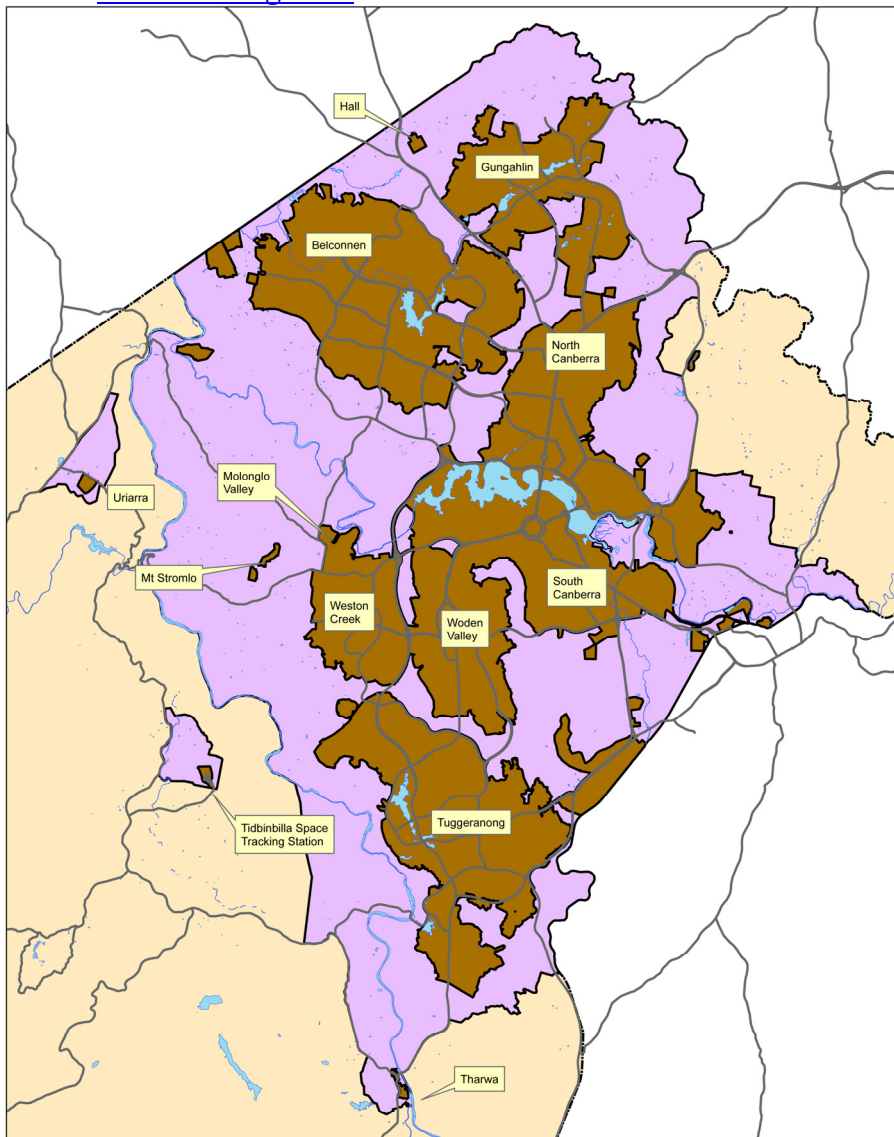 Hall
Gungahlin
Belconnen
North
Canberra
Molonglo
Valley
Uriarra
Mt Stromlo
South
Canberra
Weston
Creek
Woden
Valley
Tidbinbilla Space
Tracking Station
Tuggeranong
Tharwa